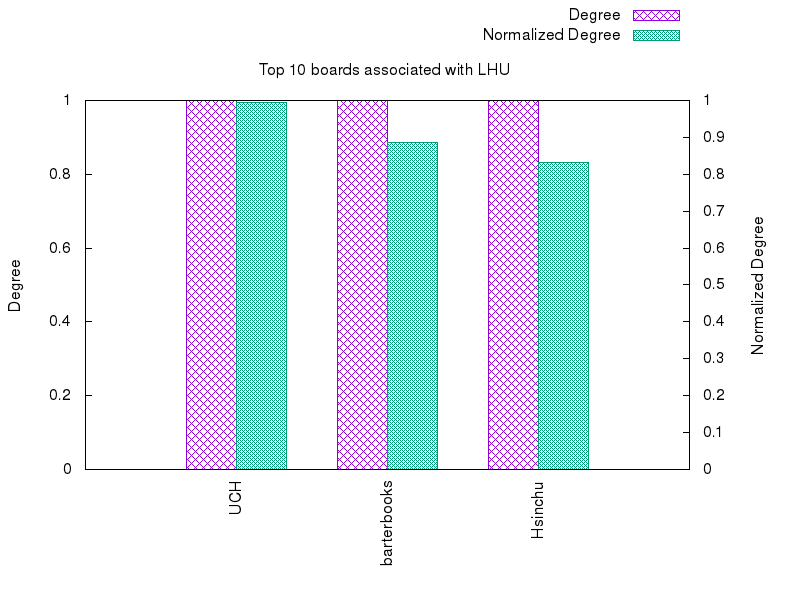 Degree
Normalized Degree
Top 10 boards associated with LHU
1
0.8
0.6
0.4
0.2
0
1
0.9
0.8
0.7
0.6
0.5
0.4
0.3
0.2
0.1
0
Degree
Normalized Degree
UCH
barterbooks
Hsinchu